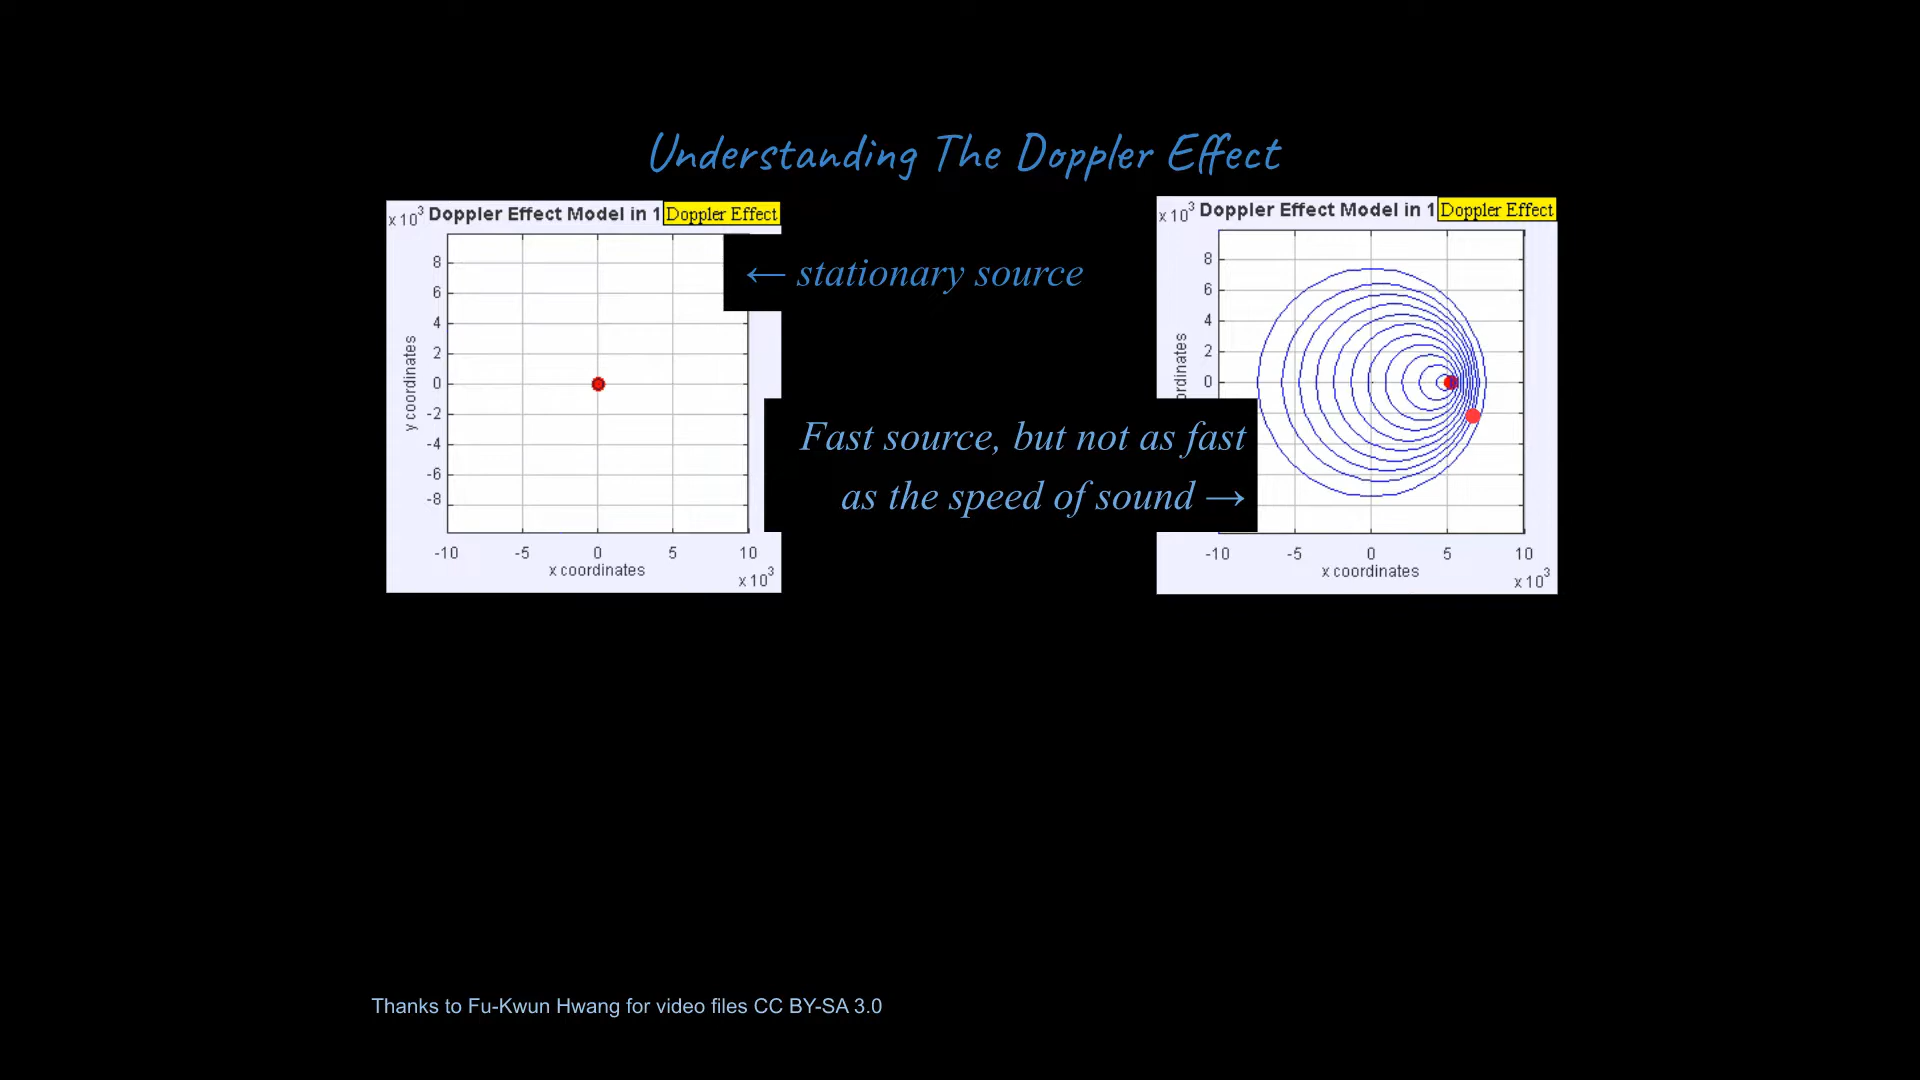 Understanding The Doppler Effect
x 10³ Doppler Effect Model in 1 Doppler Effect
8
6
4
2
0
-2
-4
-6
-8
y coordinates
-10 -5 0 5 10
x coordinates
x 10³
← stationary source
Fast source, but not as fast
as the speed of sound →
x 10³ Doppler Effect Model in 1 Doppler Effect
8
6
4
2
0
ordinates
-10 -5 0 5 10
x coordinates
x 10³
Thanks to Fu-Kwun Hwang for video files CC BY-SA 3.0